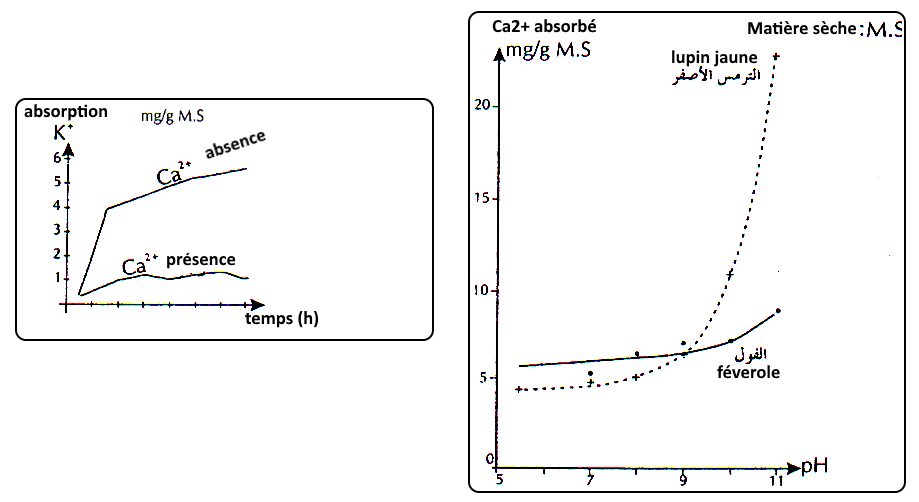 absorption
mg/g M.S
K+
6
5
4
3
2
1
Ca2+ absence
Ca2+ présence
temps (h)
Ca2+ absorbé
mg/g M.S
Matière sèche : M.S
lupin jaune
الترمس الأصفر
20
15
10
5
0
الفول
féverole
5
7
9
11
pH